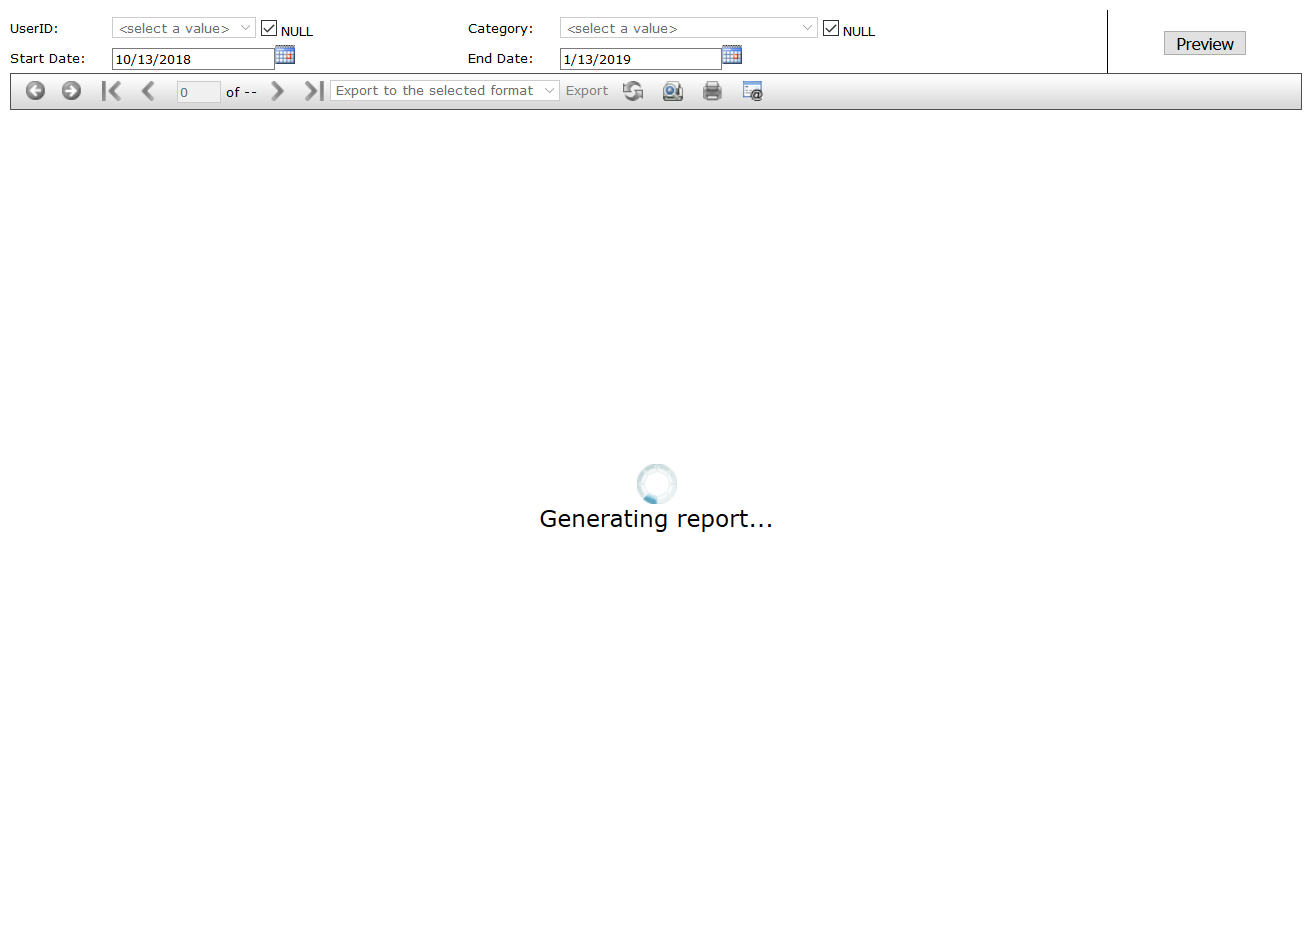 UserID: <select a value> NULL Category: <select a value> NULL
Preview
Start Date: 10/13/2018 End Date: 1/13/2019
0 of -- Export to the selected format Export
Generating report...